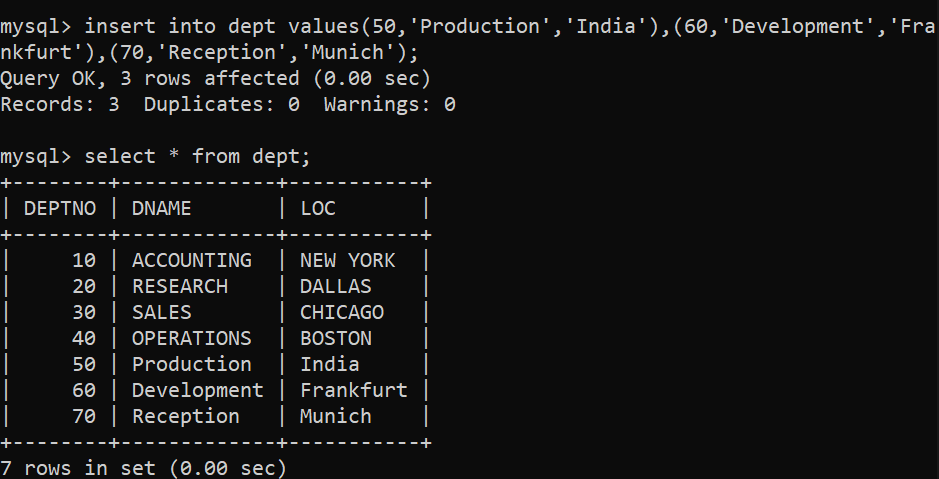 mysql> insert into dept values(50,'Production','India'),(60,'Development','Fra
nkfurt'),(70,'Reception','Munich');
Query OK, 3 rows affected (0.00 sec)
Records: 3  Duplicates: 0  Warnings: 0

mysql> select * from dept;
+--------+-------------+-----------+
| DEPTNO | DNAME       | LOC       |
+--------+-------------+-----------+
|     10 | ACCOUNTING  | NEW YORK  |
|     20 | RESEARCH    | DALLAS    |
|     30 | SALES       | CHICAGO   |
|     40 | OPERATIONS  | BOSTON    |
|     50 | Production  | India     |
|     60 | Development | Frankfurt |
|     70 | Reception   | Munich    |
+--------+-------------+-----------+
7 rows in set (0.00 sec)